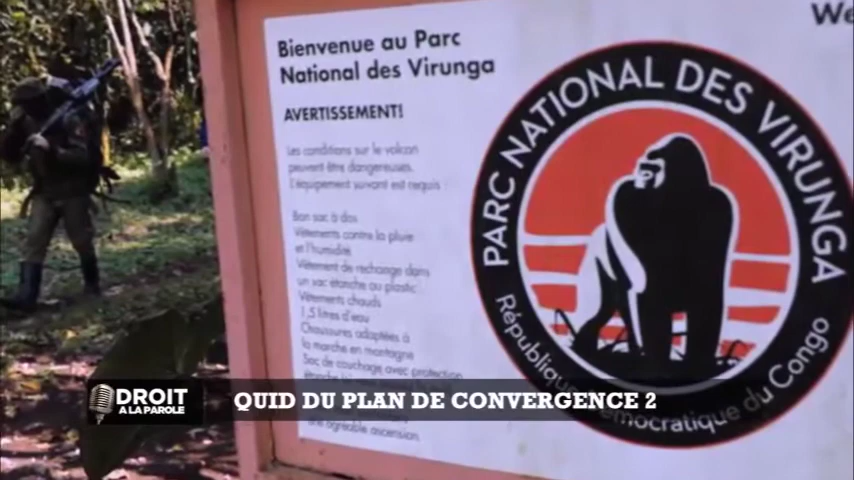 We
Bienvenue au Parc
National des Virunga
AVERTISSEMENT!
Les conditions sur le volcan
peuvent être dangereuses.
L'équipement suivant est requis
Bon sac à dos
Vêtements contre la pluie
et l'humidité
Vêtement de rechange dans
un sac étanche ou plastic
Vêtements chauds
1,5 litres d'eau
Chaussures adaptées à
la marche en montagne
Sac de couchage avec protection
une agréable ascension
PARC NATIONAL DES VIRUNGA
République Démocratique du Congo
DROIT
A LA PAROLE
QUID DU PLAN DE CONVERGENCE 2